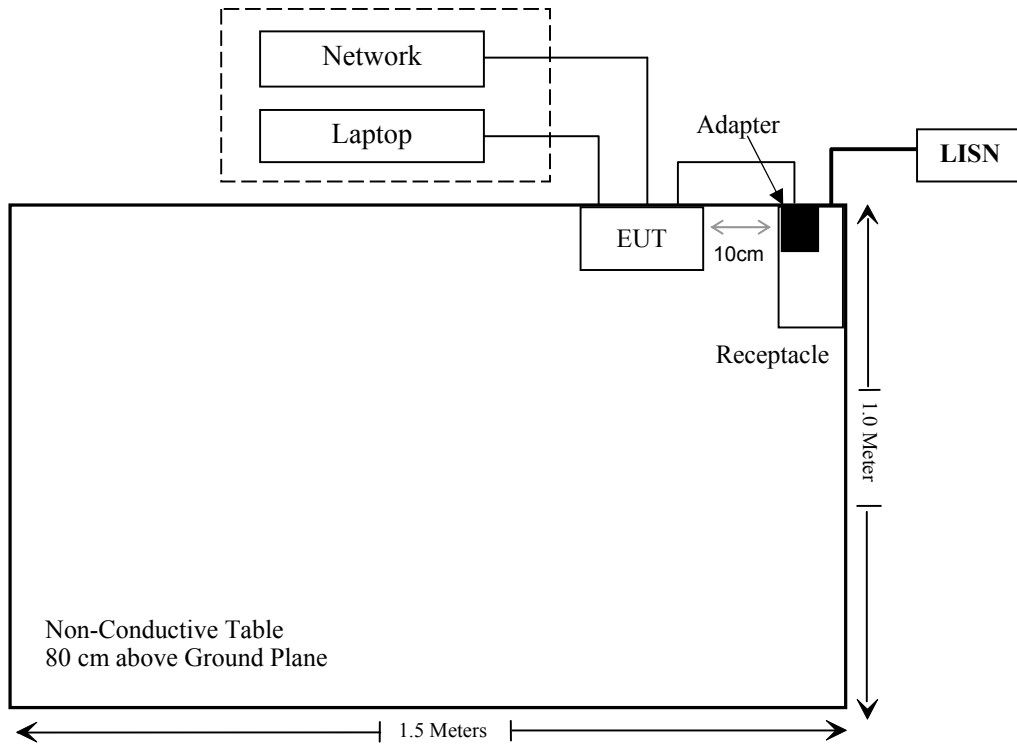 Network
Laptop
Adapter
LISN
EUT
10cm
Receptacle
1.0 Meter
Non-Conductive Table
80 cm above Ground Plane
1.5 Meters